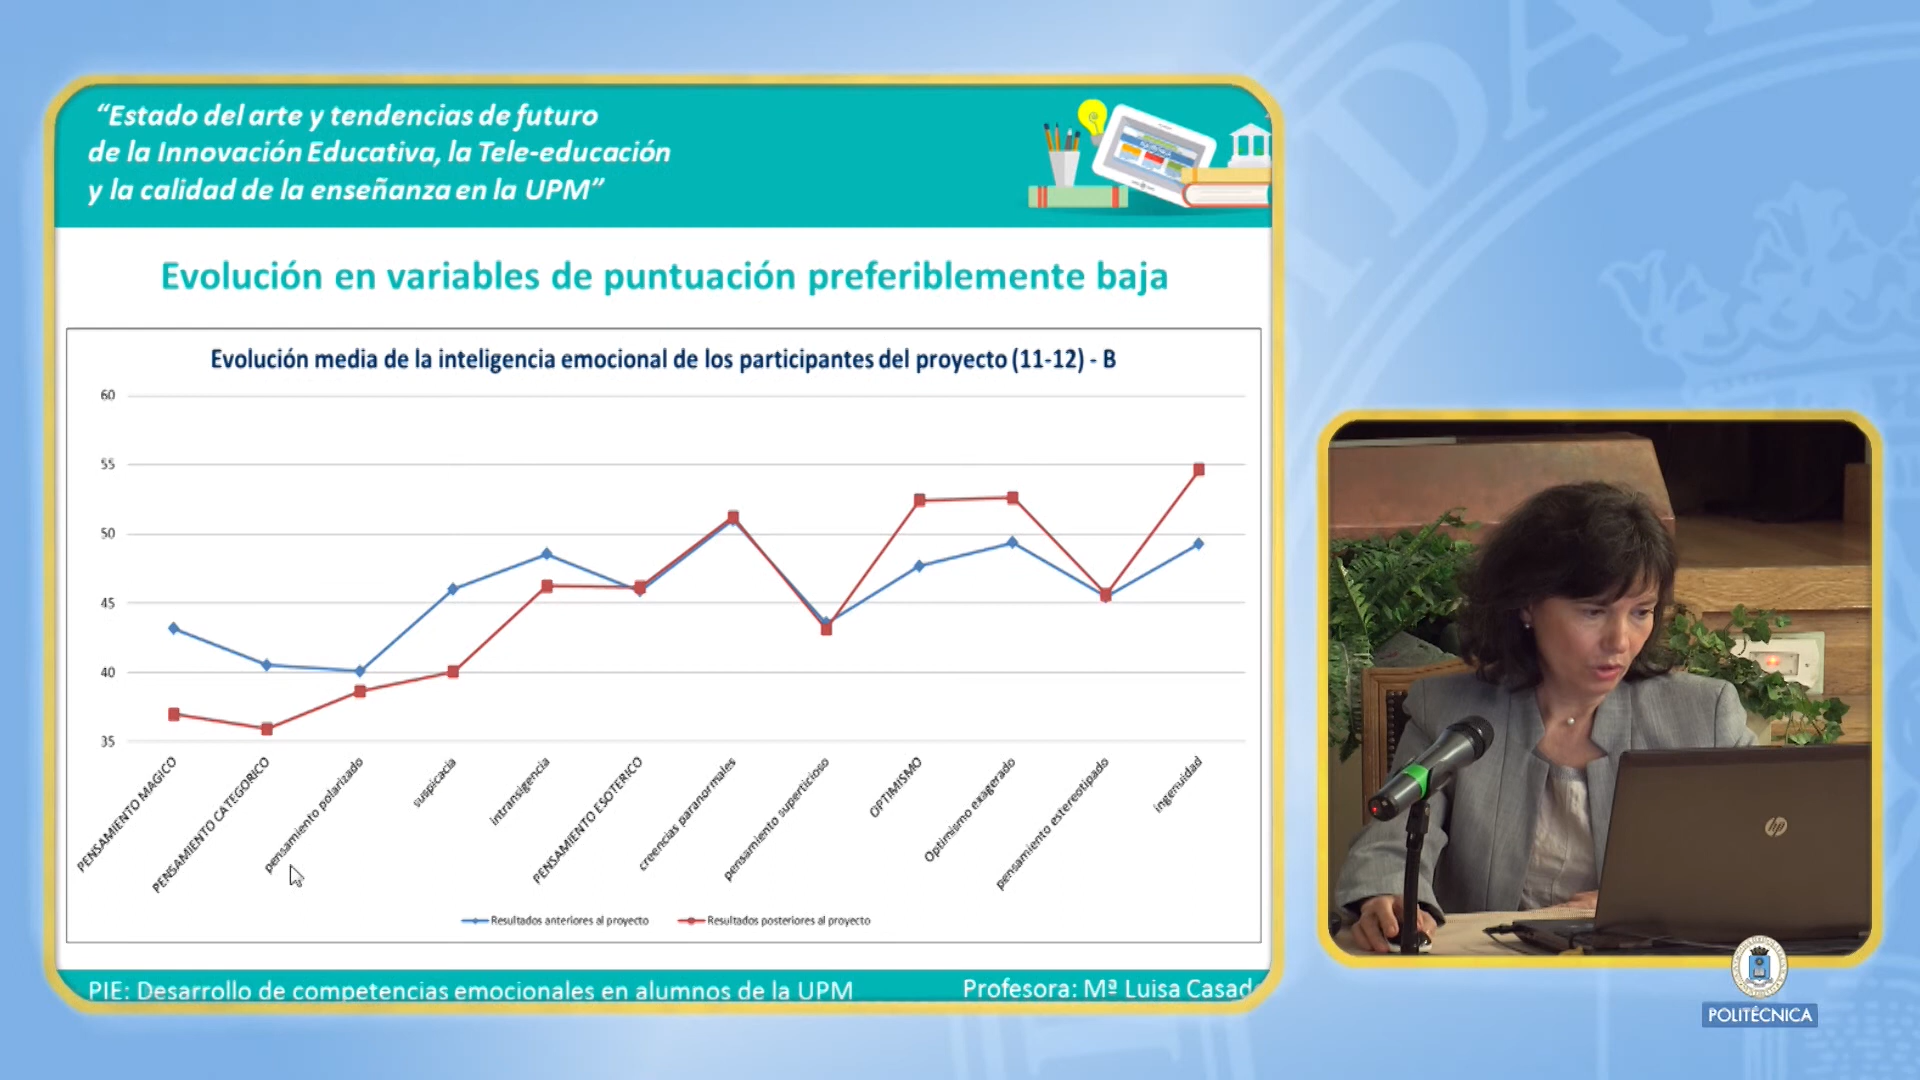 “Estado del arte y tendencias de futuro
de la Innovación Educativa, la Tele-educación
y la calidad de la enseñanza en la UPM”
Evolución en variables de puntuación preferiblemente baja
Evolución media de la inteligencia emocional de los participantes del proyecto (11-12) - B
60
55
50
45
40
35
PENSAMIENTO MAGICO
PENSAMIENTO CATEGORICO
pensamiento polarizado
suspicacia
intransigencia
PENSAMIENTO ESOTERICO
creencias paranormales
pensamiento superticioso
OPTIMISMO
Optimismo exagerado
pensamiento estereotipado
ingenuidad
Resultados anteriores al proyecto
Resultados posteriores al proyecto
PIE: Desarrollo de competencias emocionales en alumnos de la UPM
Profesora: Mª Luisa Casado
hp
POLITÉCNICA